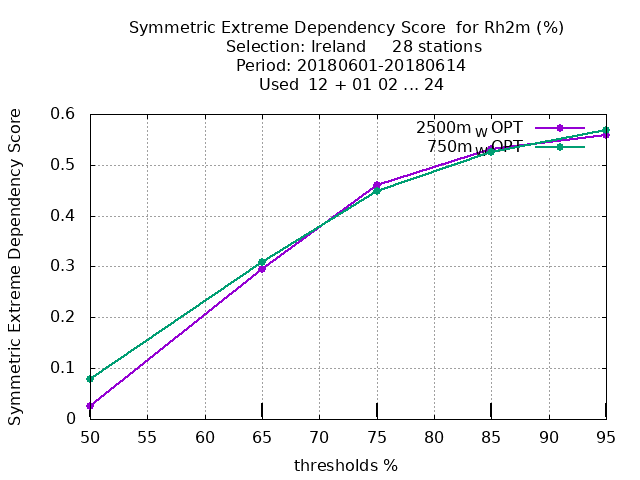 Symmetric Extreme Dependency Score for Rh2m (%)
Selection: Ireland 28 stations
Period: 20180601-20180614
Used 12 + 01 02 ... 24
Symmetric Extreme Dependency Score
0.6
0.5
0.4
0.3
0.2
0.1
0
2500m W OPT
750m W OPT
50 55 60 65 70 75 80 85 90 95
thresholds %